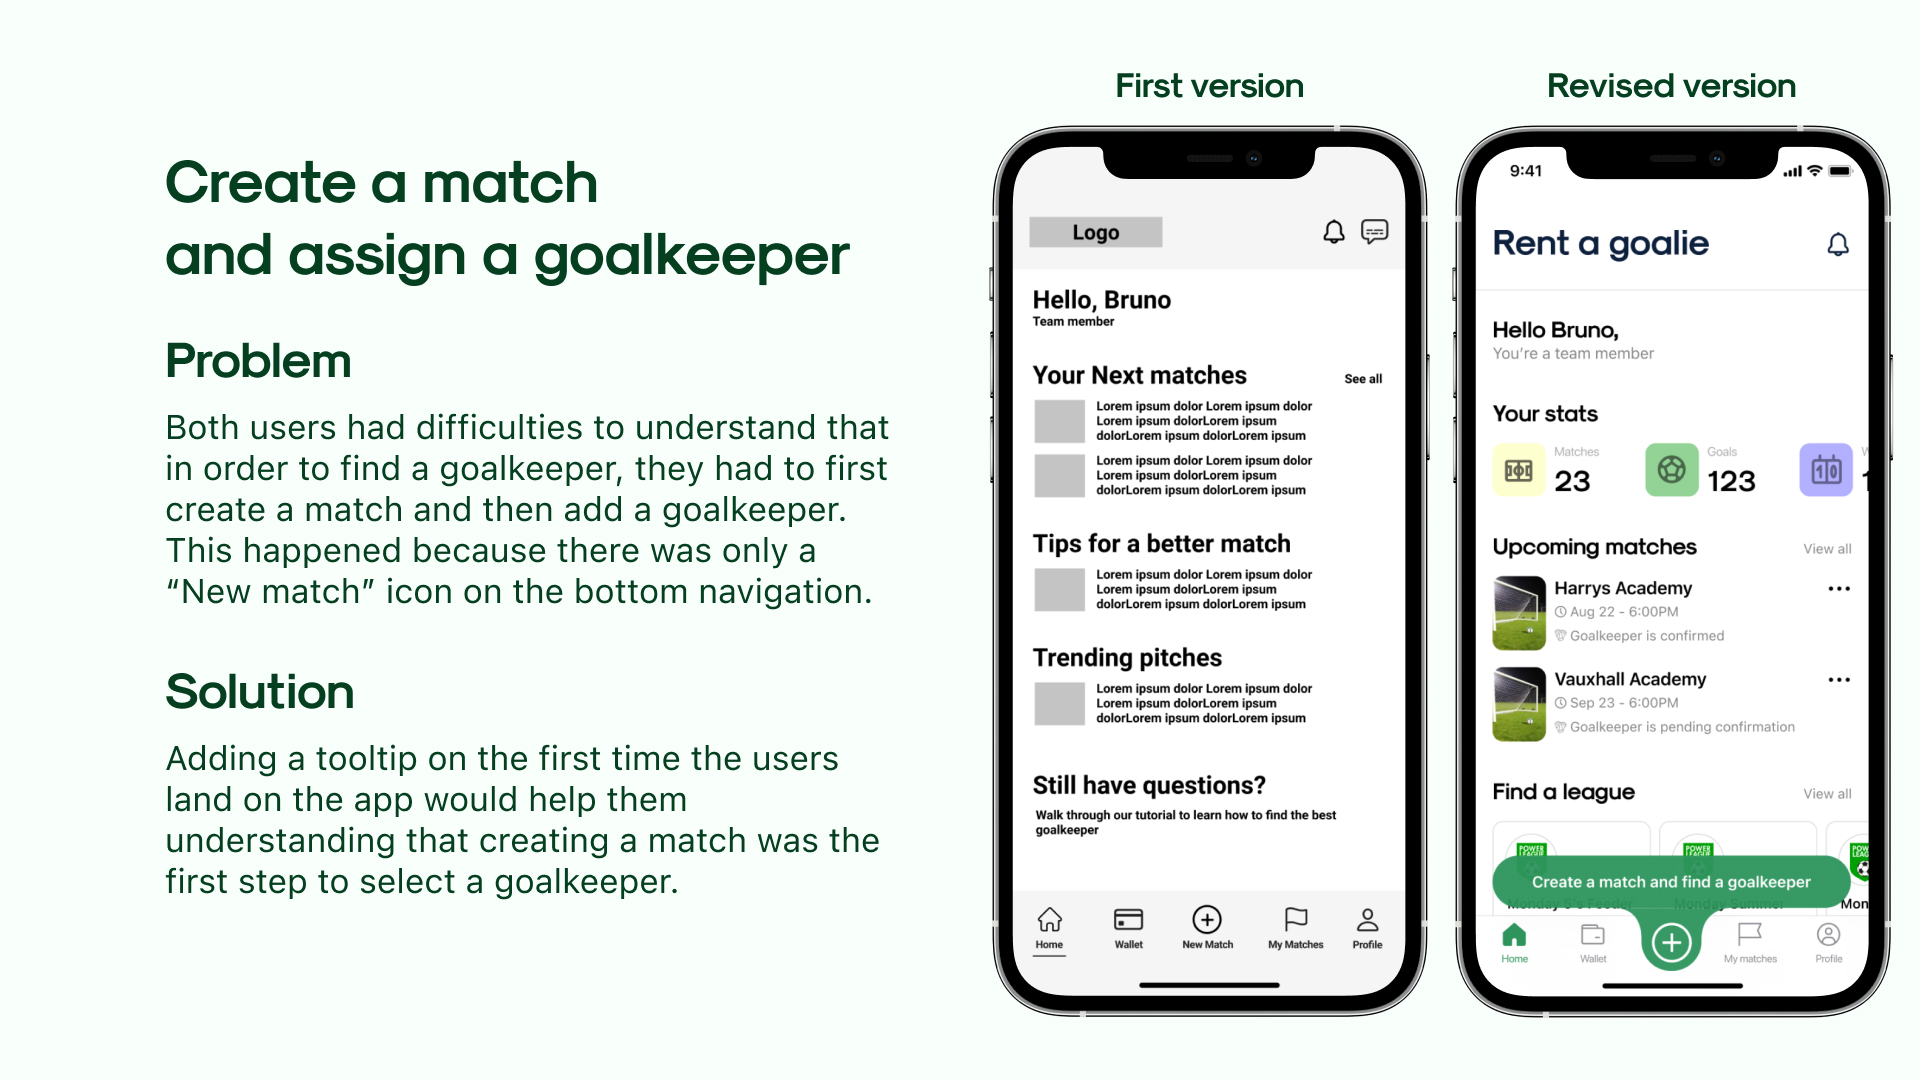 Create a match
and assign a goalkeeper
Problem
Both users had difficulties to understand that
in order to find a goalkeeper, they had to first
create a match and then add a goalkeeper.
This happened because there was only a
“New match” icon on the bottom navigation.
Solution
Adding a tooltip on the first time the users
land on the app would help them
understanding that creating a match was the
first step to select a goalkeeper.
First version
Logo
Hello, Bruno
Team member
Your Next matches
See all
Lorem ipsum dolor Lorem ipsum dolor
Lorem ipsum dolorLorem ipsum
dolorLorem ipsum dolorLorem ipsum
Lorem ipsum dolor Lorem ipsum dolor
Lorem ipsum dolorLorem ipsum
dolorLorem ipsum dolorLorem ipsum
Tips for a better match
Lorem ipsum dolor Lorem ipsum dolor
Lorem ipsum dolorLorem ipsum
dolorLorem ipsum dolorLorem ipsum
Trending pitches
Lorem ipsum dolor Lorem ipsum dolor
Lorem ipsum dolorLorem ipsum
dolorLorem ipsum dolorLorem ipsum
Still have questions?
Walk through our tutorial to learn how to find the best
goalkeeper
Home Wallet New Match My Matches Profile
Revised version
9:41
Rent a goalie
Hello Bruno,
You're a team member
Your stats
Matches Goals
23 123
10
Upcoming matches
View all
Harrys Academy
Aug 22 - 6:00PM
Goalkeeper is confirmed
Vauxhall Academy
Sep 23 - 6:00PM
Goalkeeper is pending confirmation
Find a league
View all
POWER POWER
LEAGUE LEAGUE
Create a match and find a goalkeeper
Monday 5's Feeder Monday Summer Mon
Home Wallet My matches Profile